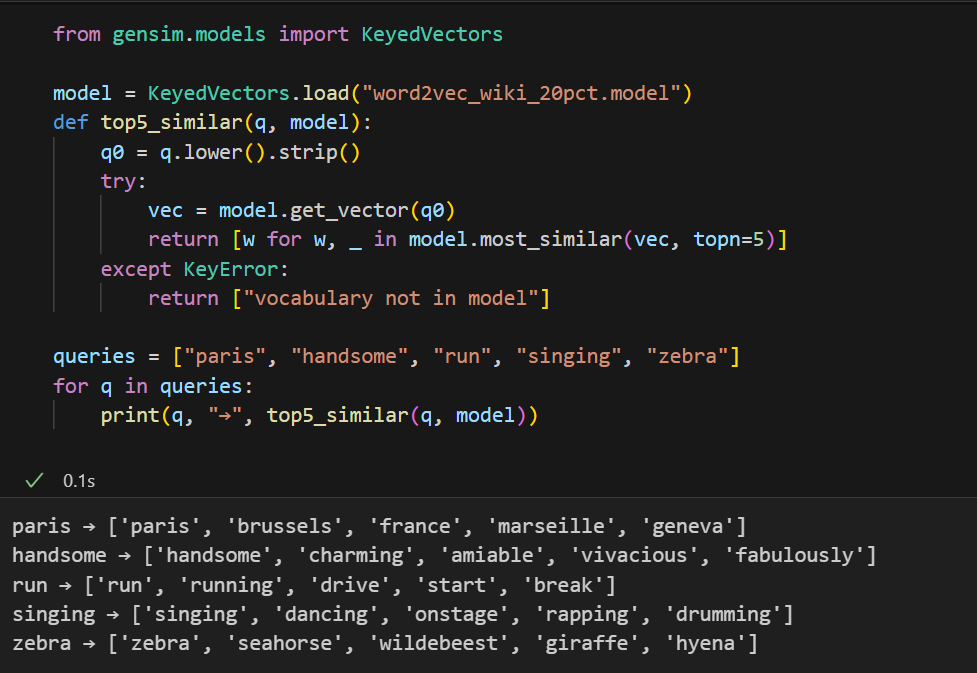 from gensim.models import KeyedVectors
model = KeyedVectors.load("word2vec_wiki_20pct.model")
def top5_similar(q, model):
    q0 = q.lower().strip()
    try:
        vec = model.get_vector(q0)
        return [w for w, _ in model.most_similar(vec, topn=5)]
    except KeyError:
        return ["vocabulary not in model"]
queries = ["paris", "handsome", "run", "singing", "zebra"]
for q in queries:
    print(q, "→", top5_similar(q, model))
✓ 0.1s
paris → ['paris', 'brussels', 'france', 'marseille', 'geneva']
handsome → ['handsome', 'charming', 'amiable', 'vivacious', 'fabulously']
run → ['run', 'running', 'drive', 'start', 'break']
singing → ['singing', 'dancing', 'onstage', 'rapping', 'drumming']
zebra → ['zebra', 'seahorse', 'wildebeest', 'giraffe', 'hyena']